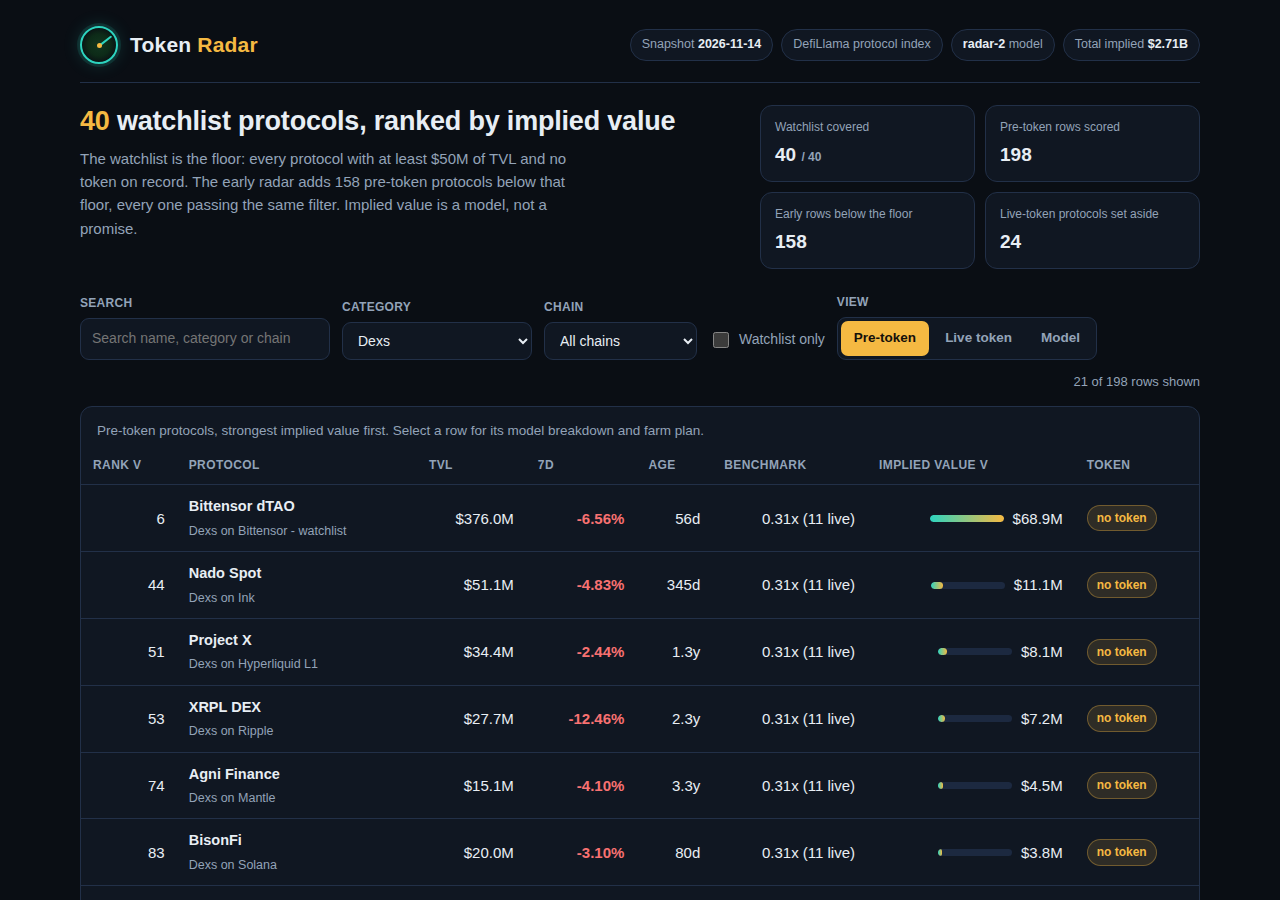 Token Radar
Snapshot 2026-11-14
DefiLlama protocol index
radar-2 model
Total implied $2.71B
40 watchlist protocols, ranked by implied value
The watchlist is the floor: every protocol with at least $50M of TVL and no
token on record. The early radar adds 158 pre-token protocols below that
floor, every one passing the same filter. Implied value is a model, not a
promise.
Watchlist covered
40 / 40
Pre-token rows scored
198
Early rows below the floor
158
Live-token protocols set aside
24
SEARCH
Search name, category or chain
CATEGORY
Dexs
CHAIN
All chains
Watchlist only
VIEW
Pre-token
Live token
Model
21 of 198 rows shown
Pre-token protocols, strongest implied value first. Select a row for its model breakdown and farm plan.
RANK V PROTOCOL TVL 7D AGE BENCHMARK IMPLIED VALUE V TOKEN
6 Bittensor dTAO $376.0M -6.56% 56d 0.31x (11 live) $68.9M no token
Dexs on Bittensor - watchlist
44 Nado Spot $51.1M -4.83% 345d 0.31x (11 live) $11.1M no token
Dexs on Ink
51 Project X $34.4M -2.44% 1.3y 0.31x (11 live) $8.1M no token
Dexs on Hyperliquid L1
53 XRPL DEX $27.7M -12.46% 2.3y 0.31x (11 live) $7.2M no token
Dexs on Ripple
74 Agni Finance $15.1M -4.10% 3.3y 0.31x (11 live) $4.5M no token
Dexs on Mantle
83 BisonFi $20.0M -3.10% 80d 0.31x (11 live) $3.8M no token
Dexs on Solana